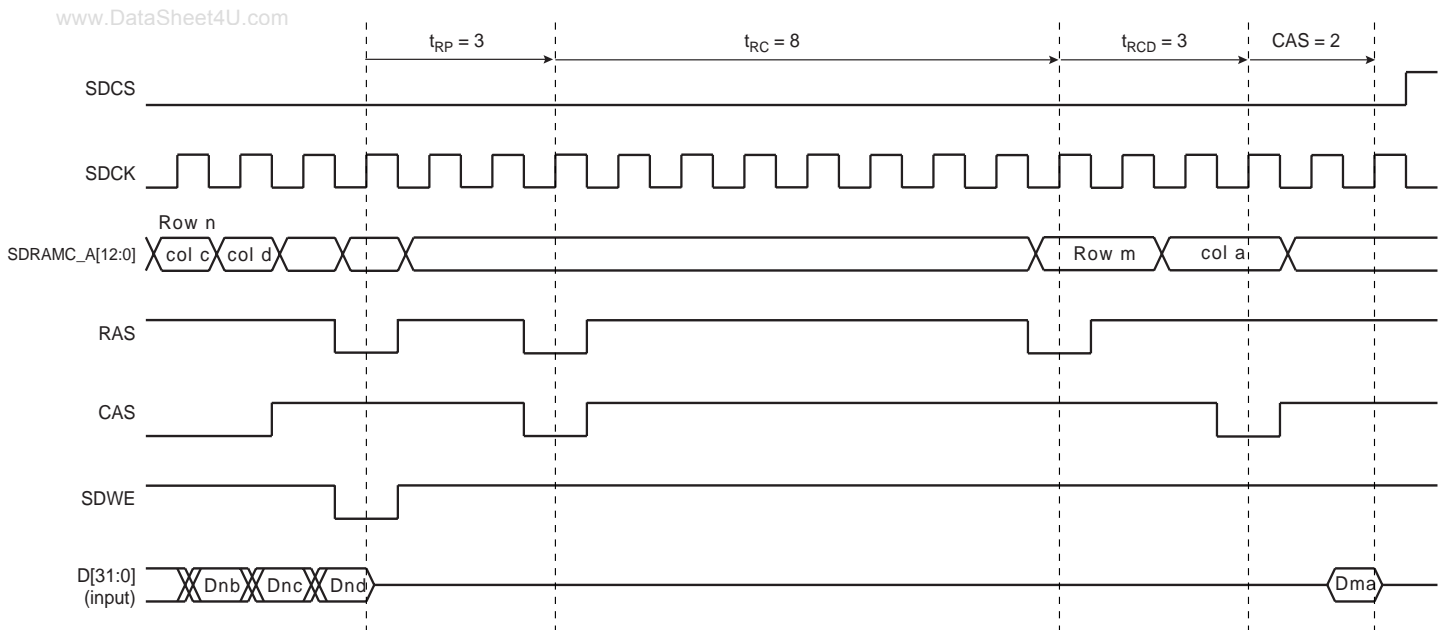 www.DataSheet4U.com
tRP = 3
tRC = 8
tRCD = 3
CAS = 2
SDCS
SDCK
Row n
SDRAMC_A[12:0]
col c
col d
Row m
col a
RAS
CAS
SDWE
D[31:0]
(input)
Dnb
Dnc
Dnd
Dma